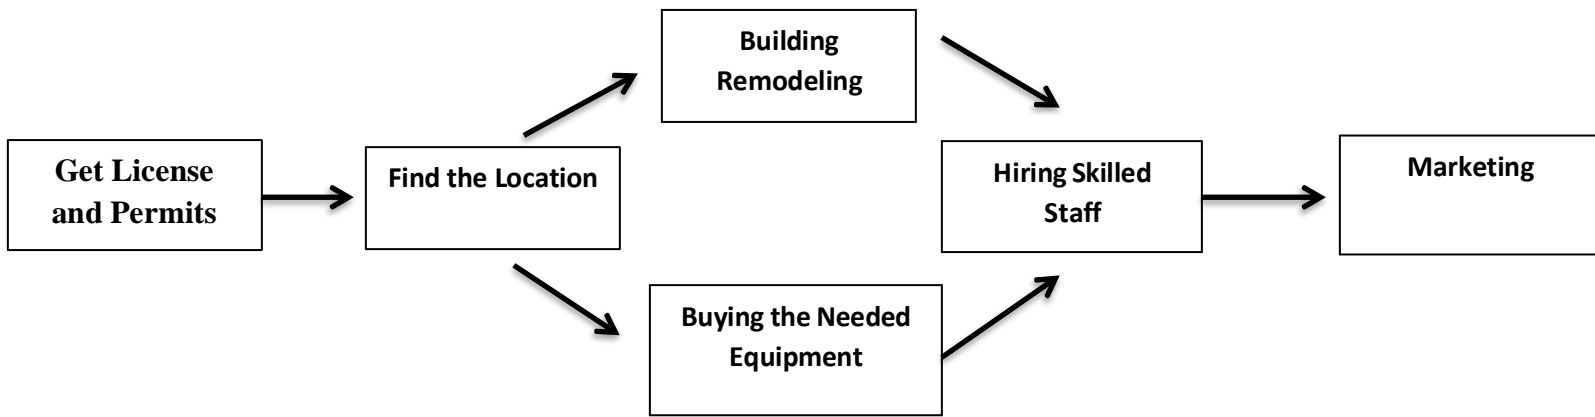 Get License
and Permits
Find the Location
Building
Remodeling
Buying the Needed
Equipment
Hiring Skilled
Staff
Marketing